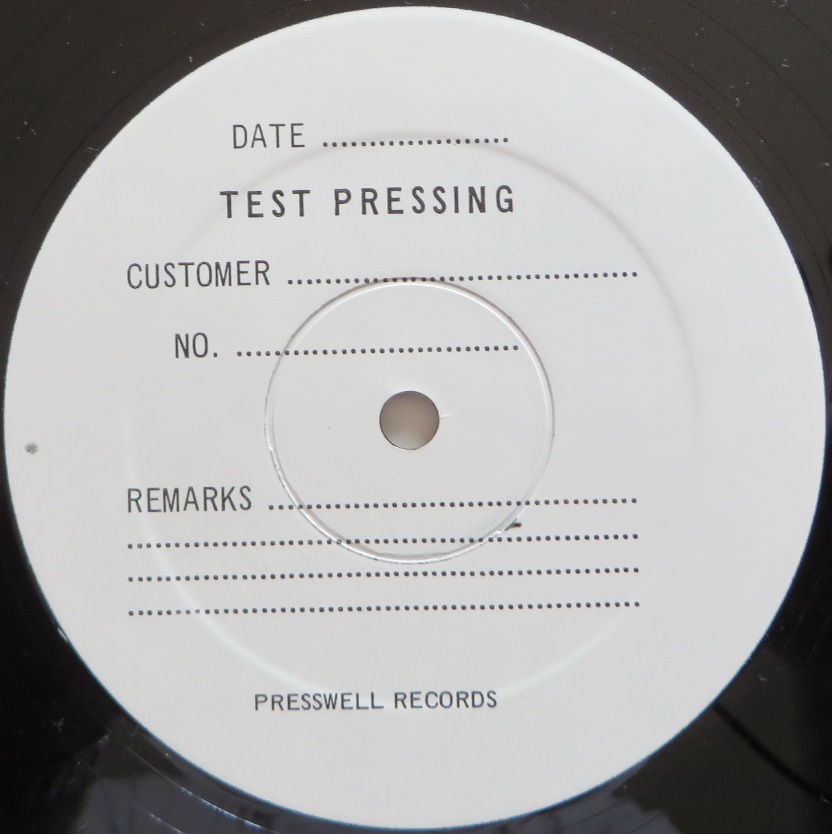 DATE ....................
TEST PRESSING
CUSTOMER ......................................
NO. ...............................
REMARKS ........................................
.......................................................
.......................................................
.......................................................
PRESSWELL RECORDS